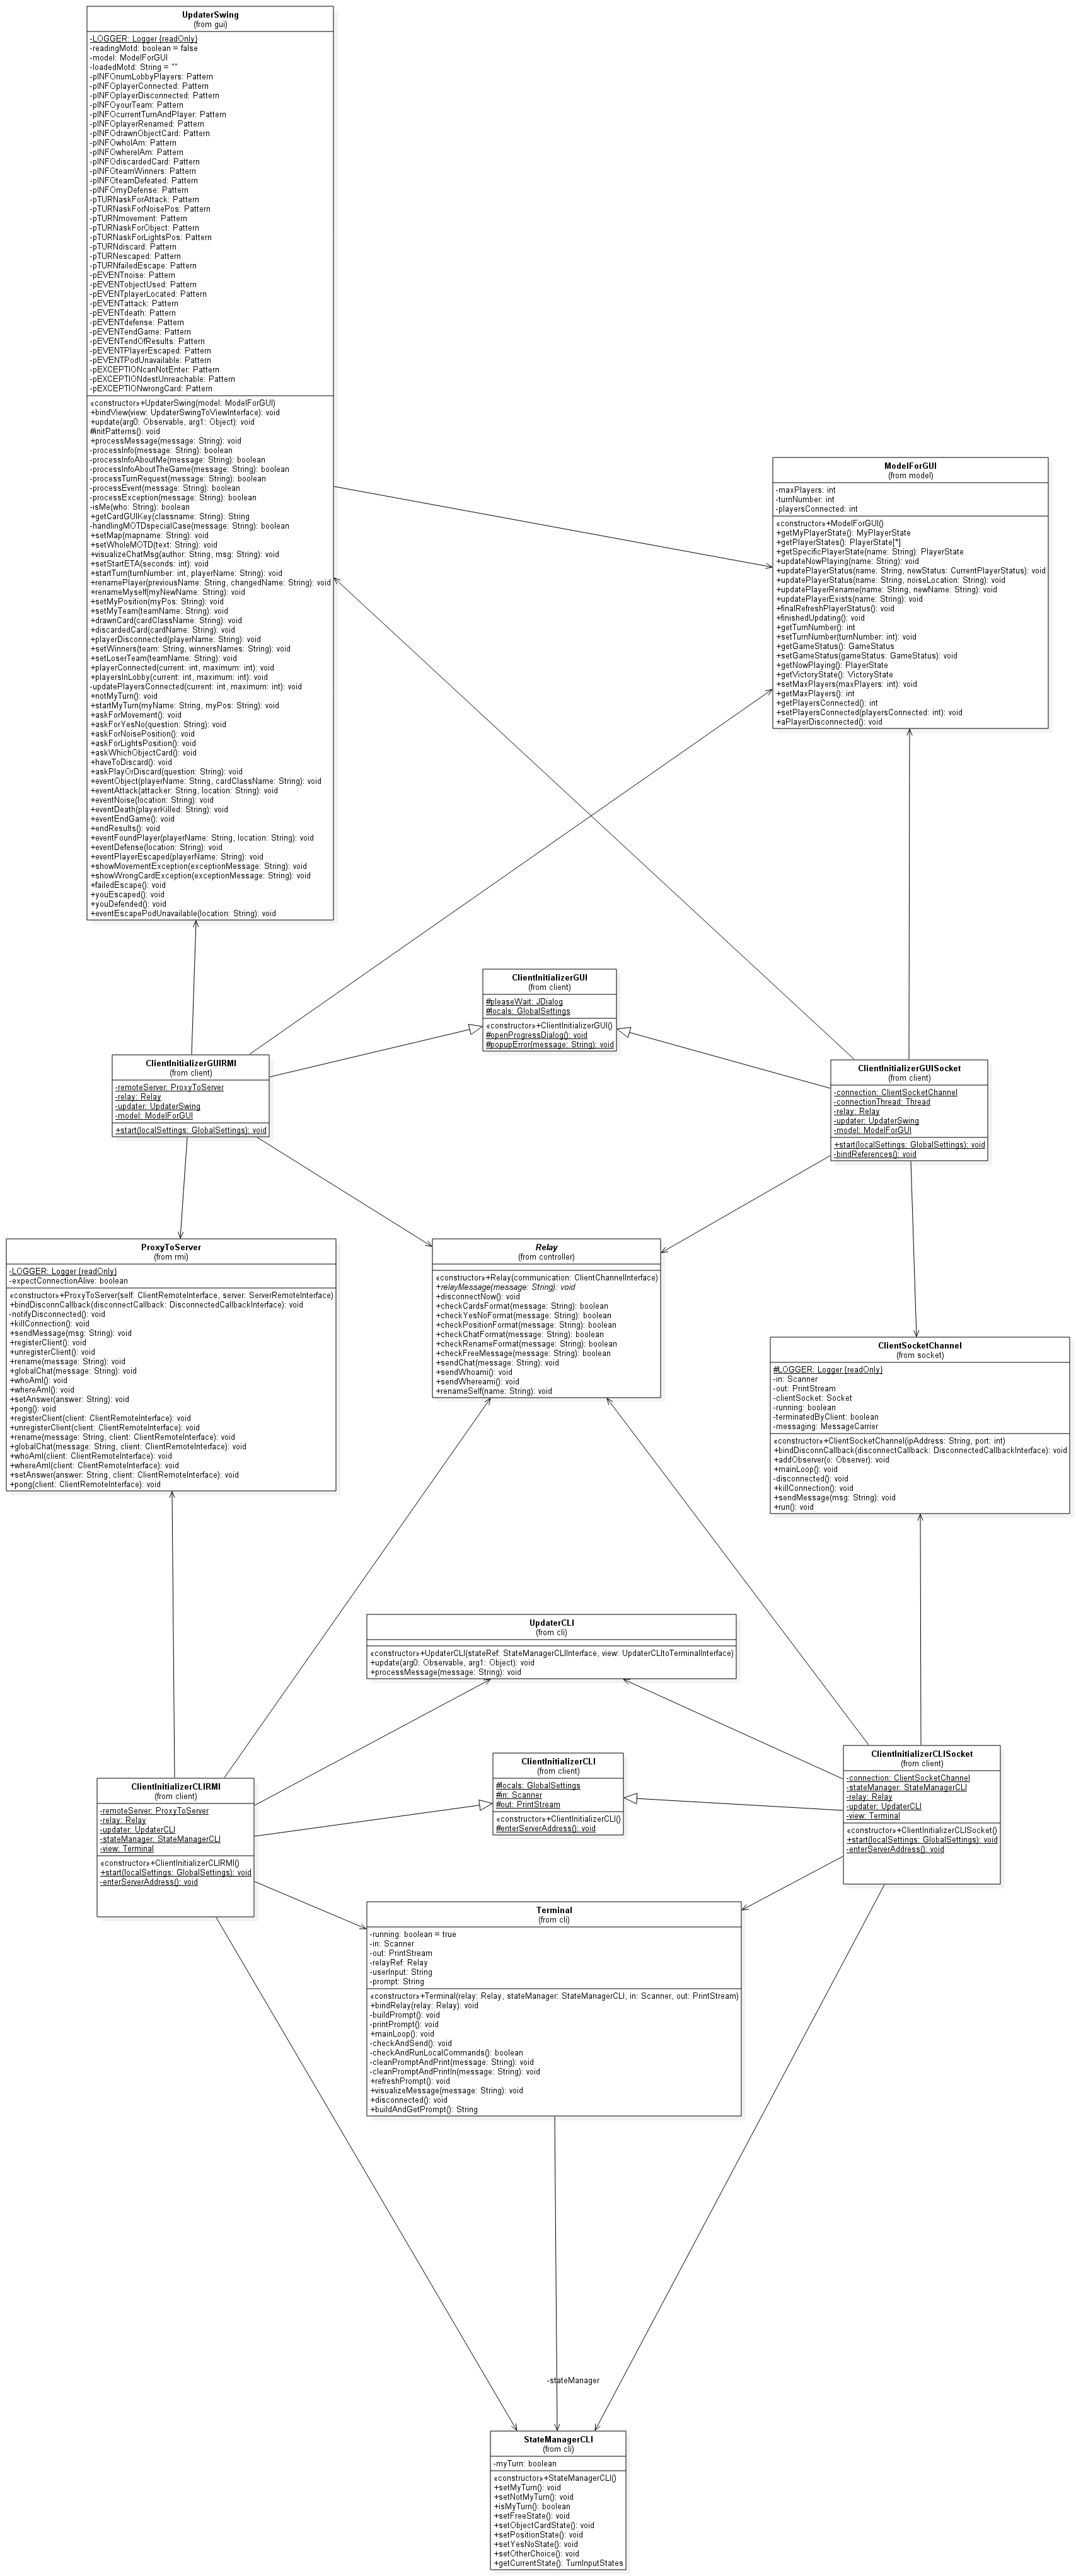 UpdaterSwing
(from gui)
-LOGGER: Logger {readOnly}
-readingMotd: boolean = false
-model: ModelForGUI
-loadedMotd: String = ""
-pINFOnumLobbyPlayers: Pattern
-pINFOplayerConnected: Pattern
-pINFOplayerDisconnected: Pattern
-pINFOyourTeam: Pattern
-pINFOcurrentTurnAndPlayer: Pattern
-pINFOplayerRenamed: Pattern
-pINFOdrawnObjectCard: Pattern
-pINFOwhoIAm: Pattern
-pINFOwhereIAm: Pattern
-pINFOdiscardedCard: Pattern
-pINFOteamWinners: Pattern
-pINFOteamDefeated: Pattern
-pINFOmyDefense: Pattern
-pTURNaskForAttack: Pattern
-pTURNaskForNoisePos: Pattern
-pTURNmovement: Pattern
-pTURNaskForObject: Pattern
-pTURNaskForLightsPos: Pattern
-pTURNdiscard: Pattern
-pTURNescaped: Pattern
-pTURNfailedEscape: Pattern
-pEVENTnoise: Pattern
-pEVENTobjectUsed: Pattern
-pEVENTplayerLocated: Pattern
-pEVENTattack: Pattern
-pEVENTdeath: Pattern
-pEVENTdefense: Pattern
-pEVENTendGame: Pattern
-pEVENTendOfResults: Pattern
-pEVENTPlayerEscaped: Pattern
-pEVENTPodUnavailable: Pattern
-pEXCEPTIONcanNotEnter: Pattern
-pEXCEPTIONdestUnreachable: Pattern
-pEXCEPTIONwrongCard: Pattern
«constructor»+UpdaterSwing(model: ModelForGUI)
+bindView(view: UpdaterSwingToViewInterface): void
+update(arg0: Observable, arg1: Object): void
#initPatterns(): void
+processMessage(message: String): void
-processInfo(message: String): boolean
-processInfoAboutMe(message: String): boolean
-processInfoAboutTheGame(message: String): boolean
-processTurnRequest(message: String): boolean
-processEvent(message: String): boolean
-processException(message: String): boolean
-isMe(who: String): boolean
+getCardGUIKey(classname: String): String
-handlingMOTDspecialCase(message: String): boolean
+setMap(mapname: String): void
+setWholeMOTD(text: String): void
+visualizeChatMsg(author: String, msg: String): void
+setStartETA(seconds: int): void
+startTurn(turnNumber: int, playerName: String): void
+renamePlayer(previousName: String, changedName: String): void
+renameMyself(myNewName: String): void
+setMyPosition(myPos: String): void
+setMyTeam(teamName: String): void
+drawnCard(cardClassName: String): void
+discardedCard(cardName: String): void
+playerDisconnected(playerName: String): void
+setWinners(team: String, winnersNames: String): void
+setLoserTeam(teamName: String): void
+playerConnected(current: int, maximum: int): void
+playersInLobby(current: int, maximum: int): void
-updatePlayersConnected(current: int, maximum: int): void
+notMyTurn(): void
+startMyTurn(myName: String, myPos: String): void
+askForMovement(): void
+askForYesNo(question: String): void
+askForNoisePosition(): void
+askForLightsPosition(): void
+askWhichObjectCard(): void
+haveToDiscard(): void
+askPlayOrDiscard(question: String): void
+eventObject(playerName: String, cardClassName: String): void
+eventAttack(attacker: String, location: String): void
+eventNoise(location: String): void
+eventDeath(playerKilled: String): void
+eventEndGame(): void
+endResults(): void
+eventFoundPlayer(playerName: String, location: String): void
+eventDefense(location: String): void
+eventPlayerEscaped(playerName: String): void
+showMovementException(exceptionMessage: String): void
+showWrongCardException(exceptionMessage: String): void
+failedEscape(): void
+youEscaped(): void
+youDefended(): void
+eventEscapePodUnavailable(location: String): void
ModelForGUI
(from model)
-maxPlayers: int
-turnNumber: int
-playersConnected: int
«constructor»+ModelForGUI()
+getMyPlayerState(): MyPlayerState
+getPlayerStates(): PlayerState[*]
+getSpecificPlayerState(name: String): PlayerState
+updateNowPlaying(name: String): void
+updatePlayerStatus(name: String, newStatus: CurrentPlayerStatus): void
+updatePlayerStatus(name: String, noiseLocation: String): void
+updatePlayerRename(name: String, newName: String): void
+updatePlayerExists(name: String): void
+finalRefreshPlayerStatus(): void
+finishedUpdating(): void
+getTurnNumber(): int
+setTurnNumber(turnNumber: int): void
+getGameStatus(): GameStatus
+setGameStatus(gameStatus: GameStatus): void
+getNowPlaying(): PlayerState
+getVictoryState(): VictoryState
+setMaxPlayers(maxPlayers: int): void
+getMaxPlayers(): int
+getPlayersConnected(): int
+setPlayersConnected(playersConnected: int): void
+aPlayerDisconnected(): void
ClientInitializerGUI
(from client)
#pleaseWait: JDialog
#locals: GlobalSettings
«constructor»+ClientInitializerGUI()
#openProgressDialog(): void
#popupError(message: String): void
ClientInitializerGUIRMI
(from client)
-remoteServer: ProxyToServer
-relay: Relay
-updater: UpdaterSwing
-model: ModelForGUI
+start(localSettings: GlobalSettings): void
ClientInitializerGUISocket
(from client)
-connection: ClientSocketChannel
-connectionThread: Thread
-relay: Relay
-updater: UpdaterSwing
-model: ModelForGUI
+start(localSettings: GlobalSettings): void
-bindReferences(): void
ProxyToServer
(from rmi)
-LOGGER: Logger {readOnly}
-expectConnectionAlive: boolean
«constructor»+ProxyToServer(self: ClientRemoteInterface, server: ServerRemoteInterface)
+bindDisconnCallback(disconnectCallback: DisconnectedCallbackInterface): void
-notifyDisconnected(): void
+killConnection(): void
+sendMessage(msg: String): void
+registerClient(): void
+unregisterClient(): void
+rename(message: String): void
+globalChat(message: String): void
+whoAmI(): void
+whereAmI(): void
+setAnswer(answer: String): void
+pong(): void
+registerClient(client: ClientRemoteInterface): void
+unregisterClient(client: ClientRemoteInterface): void
+rename(message: String, client: ClientRemoteInterface): void
+globalChat(message: String, client: ClientRemoteInterface): void
+whoAmI(client: ClientRemoteInterface): void
+whereAmI(client: ClientRemoteInterface): void
+setAnswer(answer: String, client: ClientRemoteInterface): void
+pong(client: ClientRemoteInterface): void
Relay
(from controller)
«constructor»+Relay(communication: ClientChannelInterface)
+relayMessage(message: String): void
+disconnectNow(): void
+checkCardsFormat(message: String): boolean
+checkYesNoFormat(message: String): boolean
+checkPositionFormat(message: String): boolean
+checkChatFormat(message: String): boolean
+checkRenameFormat(message: String): boolean
+checkFreeMessage(message: String): boolean
+sendChat(message: String): void
+sendWhoami(): void
+sendWhereami(): void
+renameSelf(name: String): void
ClientSocketChannel
(from socket)
#LOGGER: Logger {readOnly}
-in: Scanner
-out: PrintStream
-clientSocket: Socket
-running: boolean
-terminatedByClient: boolean
-messaging: MessageCarrier
«constructor»+ClientSocketChannel(ipAddress: String, port: int)
+bindDisconnCallback(disconnectCallback: DisconnectedCallbackInterface): void
+addObserver(o: Observer): void
+mainLoop(): void
-disconnected(): void
+killConnection(): void
+sendMessage(msg: String): void
+run(): void
UpdaterCLI
(from cli)
«constructor»+UpdaterCLI(stateRef: StateManagerCLIInterface, view: UpdaterCLItoTerminalInterface)
+update(arg0: Observable, arg1: Object): void
+processMessage(message: String): void
ClientInitializerCLIRMI
(from client)
-remoteServer: ProxyToServer
-relay: Relay
-updater: UpdaterCLI
-stateManager: StateManagerCLI
-view: Terminal
«constructor»+ClientInitializerCLIRMI()
+start(localSettings: GlobalSettings): void
-enterServerAddress(): void
ClientInitializerCLI
(from client)
#locals: GlobalSettings
#in: Scanner
#out: PrintStream
«constructor»+ClientInitializerCLI()
#enterServerAddress(): void
ClientInitializerCLISocket
(from client)
-connection: ClientSocketChannel
-stateManager: StateManagerCLI
-relay: Relay
-updater: UpdaterCLI
-view: Terminal
«constructor»+ClientInitializerCLISocket()
+start(localSettings: GlobalSettings): void
-enterServerAddress(): void
Terminal
(from cli)
-running: boolean = true
-in: Scanner
-out: PrintStream
-relayRef: Relay
-userInput: String
-prompt: String
«constructor»+Terminal(relay: Relay, stateManager: StateManagerCLI, in: Scanner, out: PrintStream)
+bindRelay(relay: Relay): void
-buildPrompt(): void
-printPrompt(): void
+mainLoop(): void
-checkAndSend(): void
-checkAndRunLocalCommands(): boolean
-cleanPromptAndPrint(message: String): void
-cleanPromptAndPrintln(message: String): void
+refreshPrompt(): void
+visualizeMessage(message: String): void
+disconnected(): void
+buildAndGetPrompt(): String
-stateManager
StateManagerCLI
(from cli)
-myTurn: boolean
«constructor»+StateManagerCLI()
+setMyTurn(): void
+setNotMyTurn(): void
+isMyTurn(): boolean
+setFreeState(): void
+setObjectCardState(): void
+setPositionState(): void
+setYesNoState(): void
+setOtherChoice(): void
+getCurrentState(): TurnInputStates